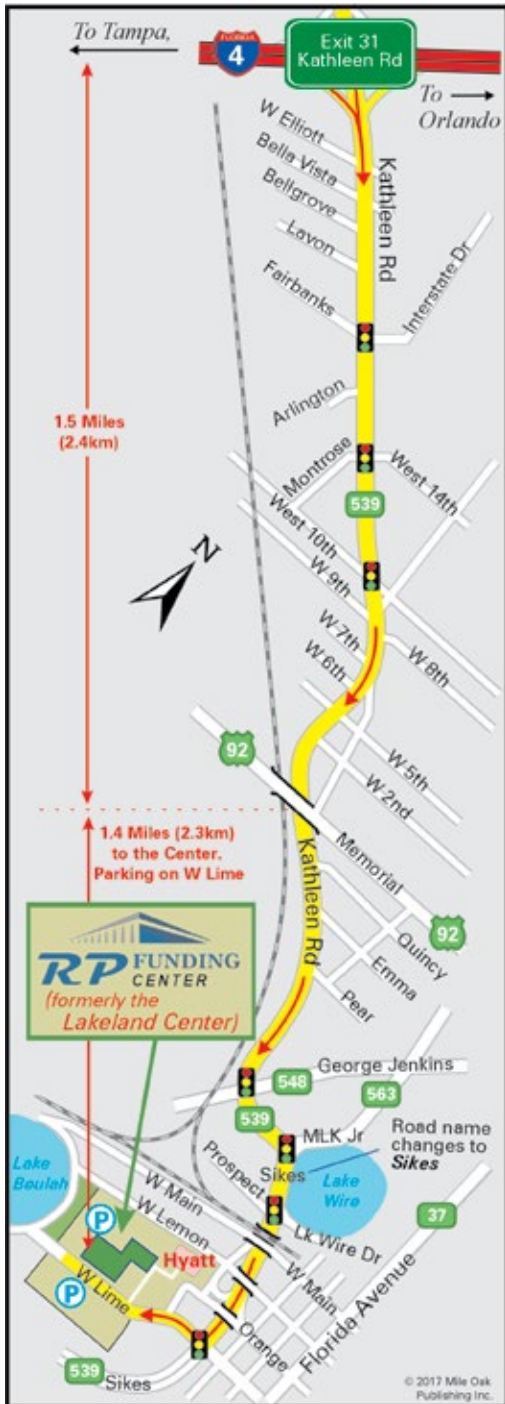 To Tampa,
FLORIDA
4
Exit 31
Kathleen Rd
To
Orlando
W Elliott
Bella Vista
Bellgrove
Kathleen Rd
Lavon
Fairbanks
Interstate Dr
1.5 Miles
(2.4km)
Arlington
Montrose
West 14th
539
West 10th
W 9th
N
W 7th
W 8th
W 6th
92
W 5th
W 2nd
1.4 Miles (2.3km)
to the Center.
Parking on W Lime
Memorial
Kathleen Rd
92
Quincy
Emma
Pear
RP FUNDING
CENTER
(formerly the
Lakeland Center)
George Jenkins
548
563
539
MLK Jr
Road name
changes to
Sikes
Prospect
Sikes
Lake
Wire
Lake
Beulah
W Main
W Lemon
Lk Wire Dr
37
P
Hyatt
W Main
P
W Lime
Orange
Florida Avenue
539
Sikes
© 2017 Mile Oak
Publishing Inc.